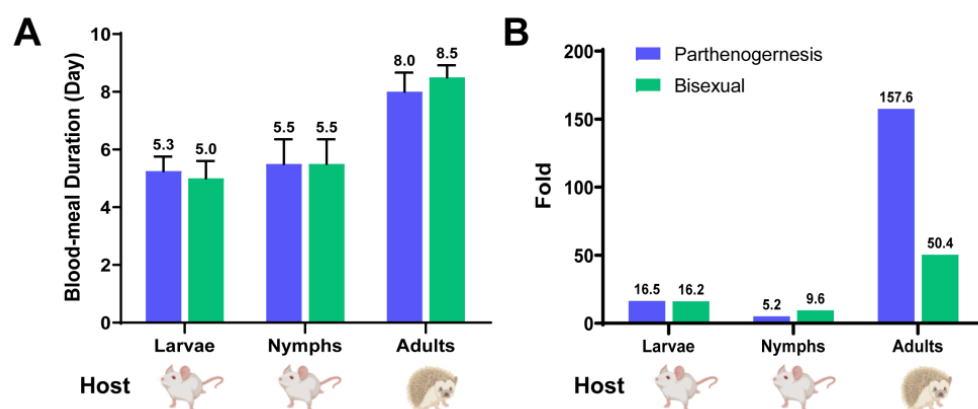 A
Blood-meal Duration (Day)
10
8
6
4
2
0
5.3
5.0
5.5
5.5
8.0
8.5
Larvae
Nymphs
Adults
Host
B
Fold
200
150
100
50
0
Parthenogernesis
Bisexual
16.5
16.2
5.2
9.6
157.6
50.4
Larvae
Nymphs
Adults
Host